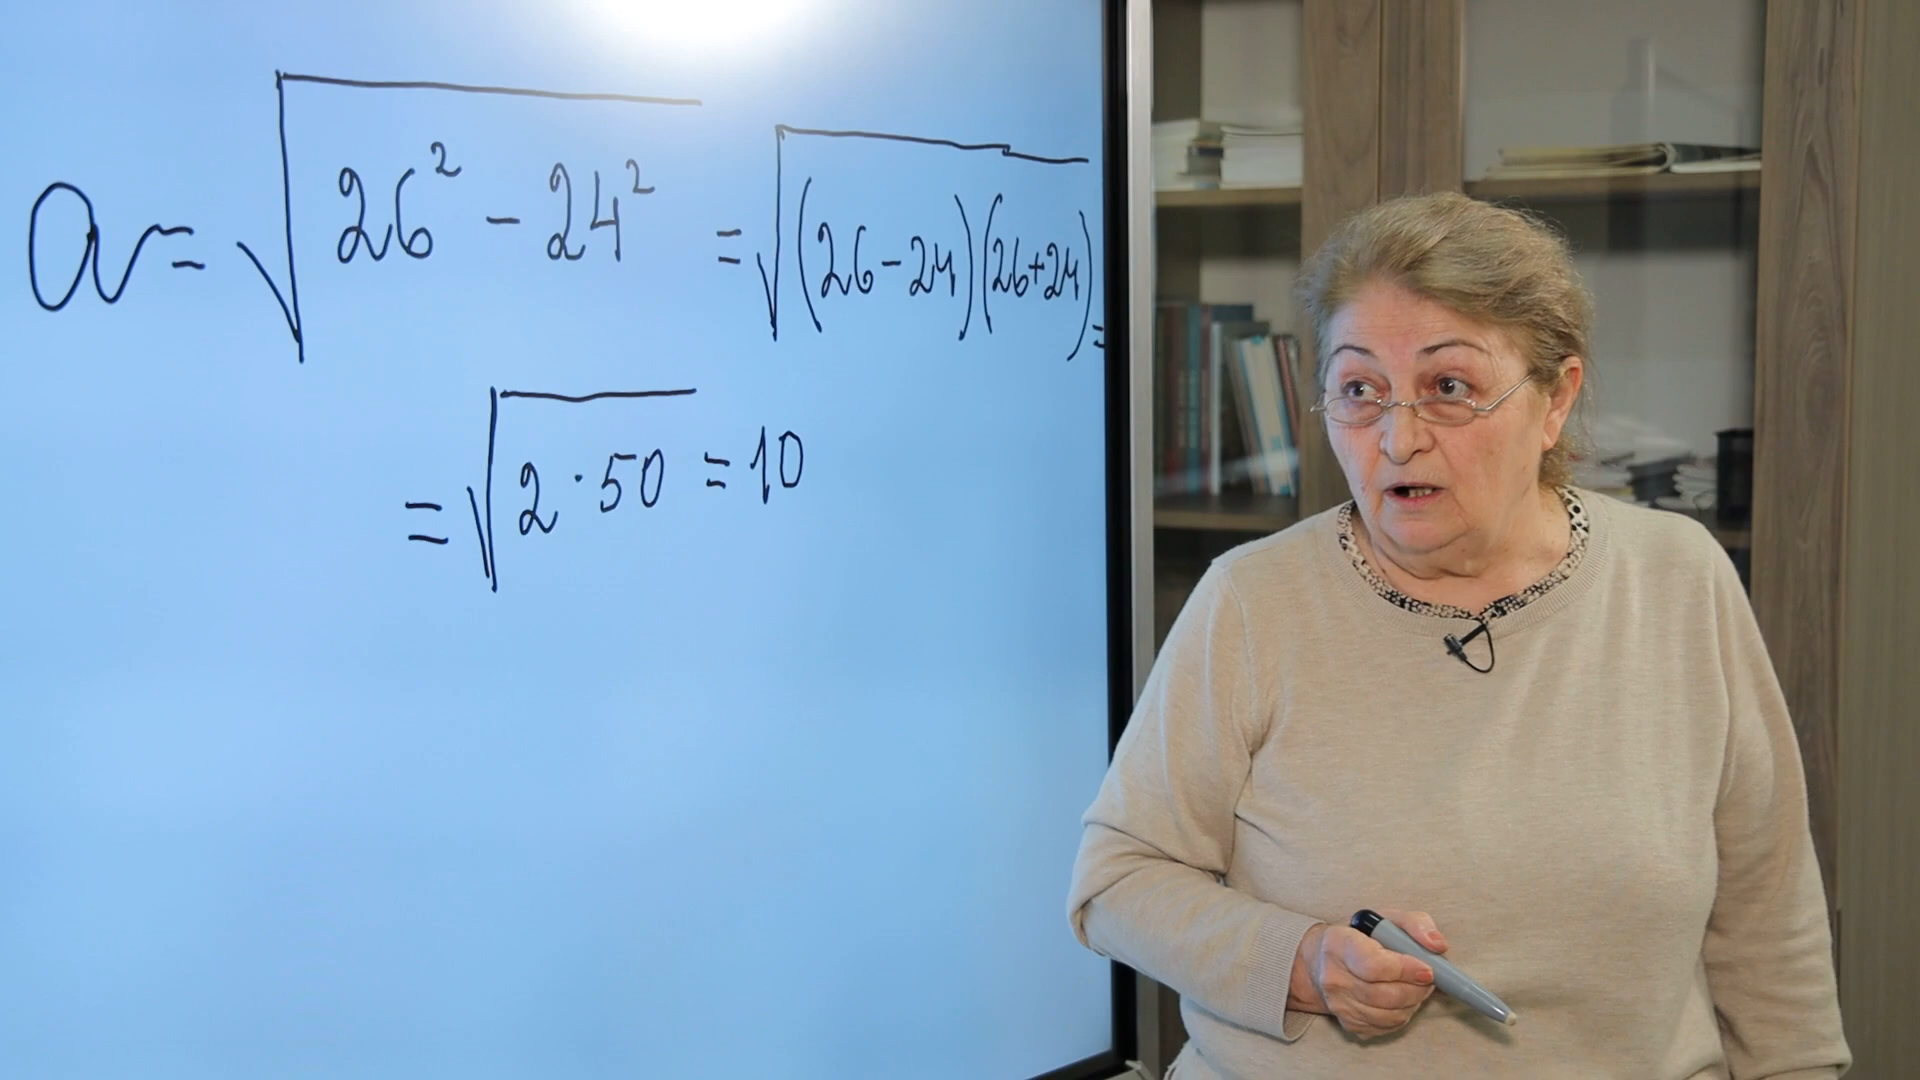 a = √(26² - 24²) = √((26-24)(26+24)) =
= √(2 · 50) = 10